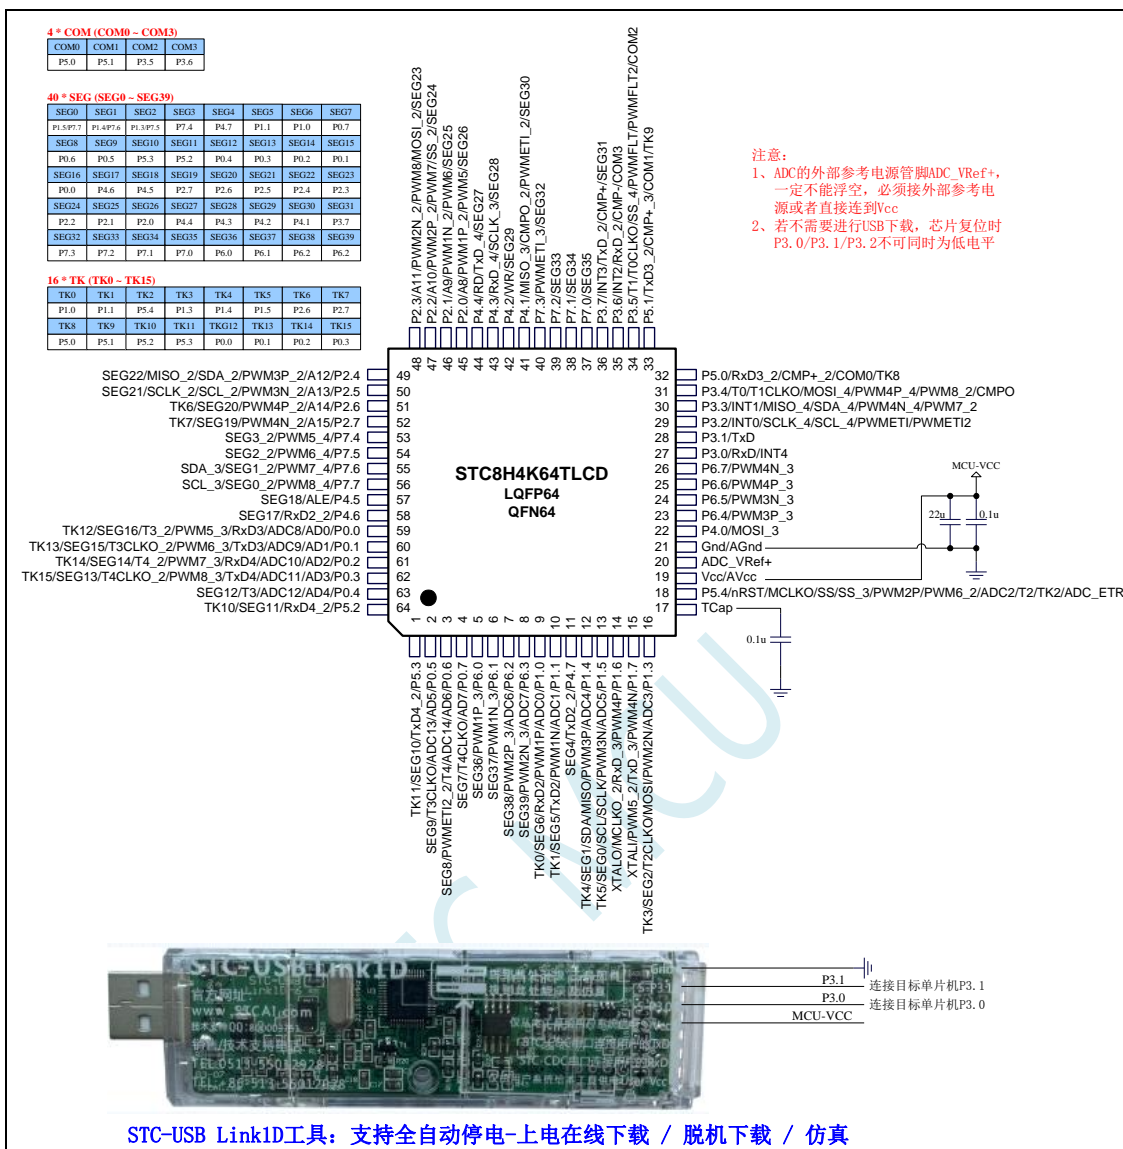 4 * COM (COM0 ~ COM3)
COM0 COM1 COM2 COM3
P5.0 P5.1 P3.5 P3.6
40 * SEG (SEG0 ~ SEG39)
SEG0 SEG1 SEG2 SEG3 SEG4 SEG5 SEG6 SEG7
P1.5/P7.7 P1.4/P7.6 P1.3/P7.5 P7.4 P4.7 P1.1 P1.0 P0.7
SEG8 SEG9 SEG10 SEG11 SEG12 SEG13 SEG14 SEG15
P0.6 P0.5 P5.3 P5.2 P0.4 P0.3 P0.2 P0.1
SEG16 SEG17 SEG18 SEG19 SEG20 SEG21 SEG22 SEG23
P0.0 P4.6 P4.5 P2.7 P2.6 P2.5 P2.4 P2.3
SEG24 SEG25 SEG26 SEG27 SEG28 SEG29 SEG30 SEG31
P2.2 P2.1 P2.0 P4.4 P4.3 P4.2 P4.1 P3.7
SEG32 SEG33 SEG34 SEG35 SEG36 SEG37 SEG38 SEG39
P7.3 P7.2 P7.1 P7.0 P6.0 P6.1 P6.2 P6.2
16 * TK (TK0 ~ TK15)
TK0 TK1 TK2 TK3 TK4 TK5 TK6 TK7
P1.0 P1.1 P5.4 P1.3 P1.4 P1.5 P2.6 P2.7
TK8 TK9 TK10 TK11 TKG12 TK13 TK14 TK15
P5.0 P5.1 P5.2 P5.3 P0.0 P0.1 P0.2 P0.3
注意：
1、ADC的外部参考电源管脚ADC_VRef+,
一定不能浮空，必须接外部参考电
源或者直接连到Vcc
2、若不需要进行USB下载，芯片复位时
P3.0/P3.1/P3.2不可同时为低电平
P2.3/A11/PWM2N_2/PWM8/MOSI_2/SEG23
P2.2/A10/PWM2P_2/PWM7/SS_2/SEG24
P2.1/A9/PWM1N_2/PWM6/SEG25
P2.0/A8/PWM1P_2/PWM5/SEG26
P4.4/RD/TxD_4/SEG27
P4.3/RxD_4/SCLK_3/SEG28
P4.2/WR/SEG29
P4.1/MISO_3/CMPO_2/PWMETI_2/SEG30
P7.3/PWMETI_3/SEG32
P7.2/SEG33
P7.1/SEG34
P7.0/SEG35
P3.7/INT3/TxD_2/CMP+/SEG31
P3.6/INT2/RxD_2/CMP-/COM3
P3.5/T1/T0CLKO/SS_4/PWMFLT/PWMFLT2/COM2
P5.1/TxD3_2/CMP+_3/COM1/TK9
48 47 46 45 44 43 42 41 40 39 38 37 36 35 34 33
SEG22/MISO_2/SDA_2/PWM3P_2/A12/P2.4 49
SEG21/SCLK_2/SCL_2/PWM3N_2/A13/P2.5 50
TK6/SEG20/PWM4P_2/A14/P2.6 51
TK7/SEG19/PWM4N_2/A15/P2.7 52
SEG3_2/PWM5_4/P7.4 53
SEG2_2/PWM6_4/P7.5 54
SDA_3/SEG1_2/PWM7_4/P7.6 55
SCL_3/SEG0_2/PWM8_4/P7.7 56
SEG18/ALE/P4.5 57
SEG17/RxD2_2/P4.6 58
TK12/SEG16/T3_2/PWM5_3/RxD3/ADC8/AD0/P0.0 59
TK13/SEG15/T3CLKO_2/PWM6_3/TxD3/ADC9/AD1/P0.1 60
TK14/SEG14/T4_2/PWM7_3/RxD4/ADC10/AD2/P0.2 61
TK15/SEG13/T4CLKO_2/PWM8_3/TxD4/ADC11/AD3/P0.3 62
SEG12/T3/ADC12/AD4/P0.4 63
TK10/SEG11/RxD4_2/P5.2 64
STC8H4K64TLCD
LQFP64
QFN64
32 P5.0/RxD3_2/CMP+_2/COM0/TK8
31 P3.4/T0/T1CLKO/MOSI_4/PWM4P_4/PWM8_2/CMPO
30 P3.3/INT1/MISO_4/SDA_4/PWM4N_4/PWM7_2
29 P3.2/INT0/SCLK_4/SCL_4/PWMETI/PWMETI2
28 P3.1/TxD
27 P3.0/RxD/INT4
26 P6.7/PWM4N_3
25 P6.6/PWM4P_3
24 P6.5/PWM3N_3
23 P6.4/PWM3P_3
22 P4.0/MOSI_3
21 Gnd/AGnd
20 ADC_VRef+
19 Vcc/AVcc
18 P5.4/nRST/MCLKO/SS/SS_3/PWM2P/PWM6_2/ADC2/T2/TK2/ADC_ETR
17 TCap
MCU-VCC
22u 0.1u
0.1u
1 2 3 4 5 6 7 8 9 10 11 12 13 14 15 16
TK11/SEG10/TxD4_2/P5.3
SEG9/T3CLKO/ADC13/AD5/P0.5
SEG8/PWMETI2_2/T4/ADC14/AD6/P0.6
SEG7/T4CLKO/AD7/P0.7
SEG36/PWM1P_3/P6.0
SEG37/PWM1N_3/P6.1
SEG38/PWM2P_3/ADC6/P6.2
SEG39/PWM2N_3/ADC7/P6.3
TK0/SEG6/RxD2/PWM1P/ADC0/P1.0
TK1/SEG5/TxD2/PWM1N/ADC1/P1.1
SEG4/TxD2_2/P4.7
TK4/SEG1/SDA/MISO/PWM3P/ADC4/P1.4
TK5/SEG0/SCL/SCLK/PWM3N/ADC5/P1.5
XTALO/MCLKO_2/RxD_3/PWM4P/P1.6
XTALI/PWM5_2/TxD_3/PWM4N/P1.7
TK3/SEG2/T2CLKO/MOSI/PWM2N/ADC3/P1.3
STC-USB Link1D
官方网址:
TEL:0513-55012928
P3.1 连接目标单片机P3.1
P3.0 连接目标单片机P3.0
MCU-VCC
STC-USB Link1D工具：支持全自动停电-上电在线下载 / 脱机下载 / 仿真